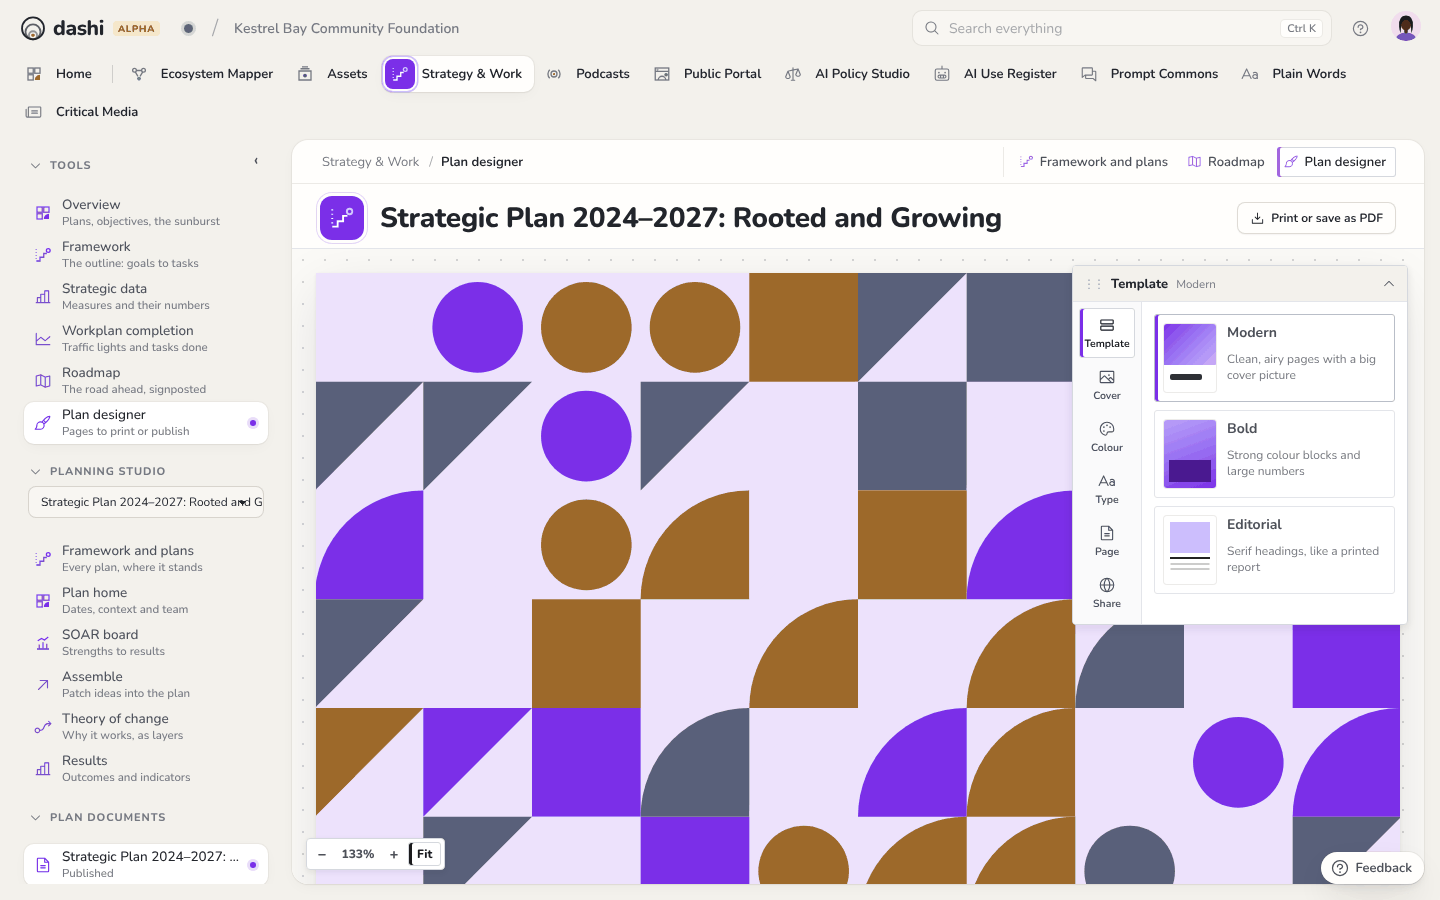 dashi ALPHA / Kestrel Bay Community Foundation
Search everything Ctrl K
Home
Ecosystem Mapper
Assets
Strategy & Work
Podcasts
Public Portal
AI Policy Studio
AI Use Register
Prompt Commons
Aa Plain Words
Critical Media
TOOLS
Overview
Plans, objectives, the sunburst
Framework
The outline: goals to tasks
Strategic data
Measures and their numbers
Workplan completion
Traffic lights and tasks done
Roadmap
The road ahead, signposted
Plan designer
Pages to print or publish
PLANNING STUDIO
Strategic Plan 2024–2027: Rooted and G
Framework and plans
Every plan, where it stands
Plan home
Dates, context and team
SOAR board
Strengths to results
Assemble
Patch ideas into the plan
Theory of change
Why it works, as layers
Results
Outcomes and indicators
PLAN DOCUMENTS
Strategic Plan 2024–2027: ...
Published
Strategy & Work / Plan designer
Framework and plans
Roadmap
Plan designer
Strategic Plan 2024–2027: Rooted and Growing
Print or save as PDF
Template Modern
Template
Cover
Colour
Aa
Type
Page
Share
Modern
Clean, airy pages with a big
cover picture
Bold
Strong colour blocks and
large numbers
Editorial
Serif headings, like a printed
report
− 133% + Fit
Feedback